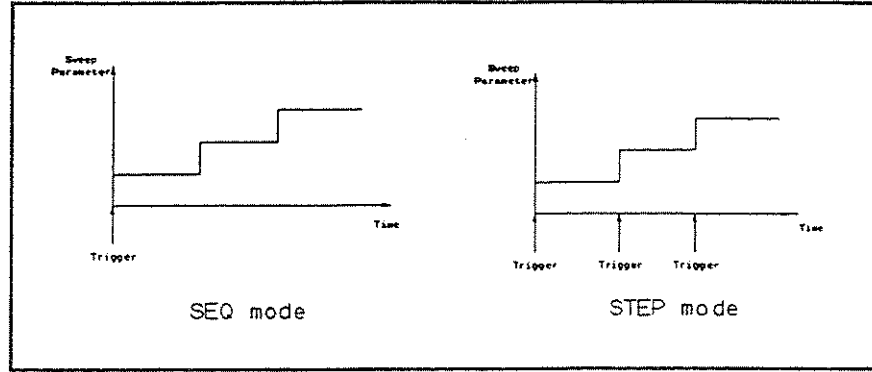 Sweep
Parameter
Time
Trigger
SEQ mode
Sweep
Parameter
Time
Trigger Trigger Trigger
STEP mode